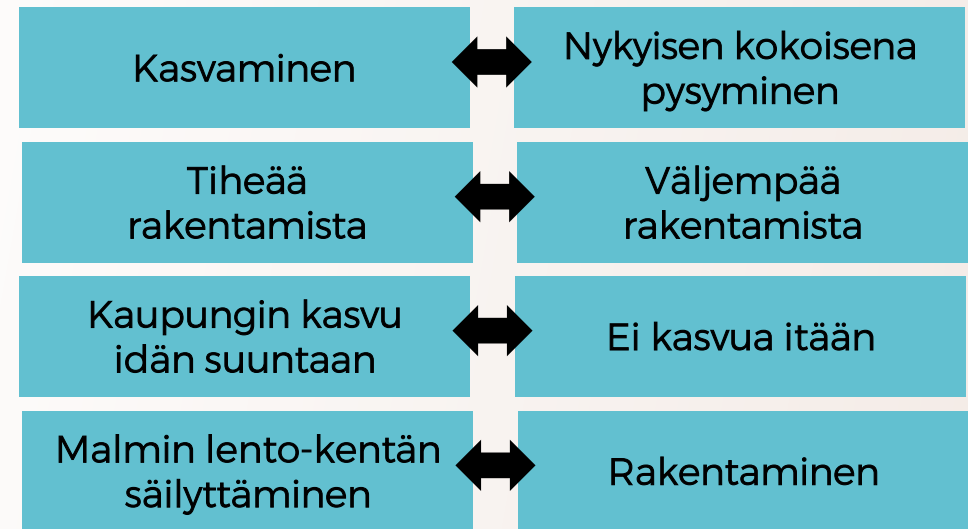 Kasvaminen
Nykyisen kokoisena
pysyminen
Tiheää
rakentamista
Väljempää
rakentamista
Kaupungin kasvu
idän suuntaan
Ei kasvua itään
Malmin lento-kentän
säilyttäminen
Rakentaminen